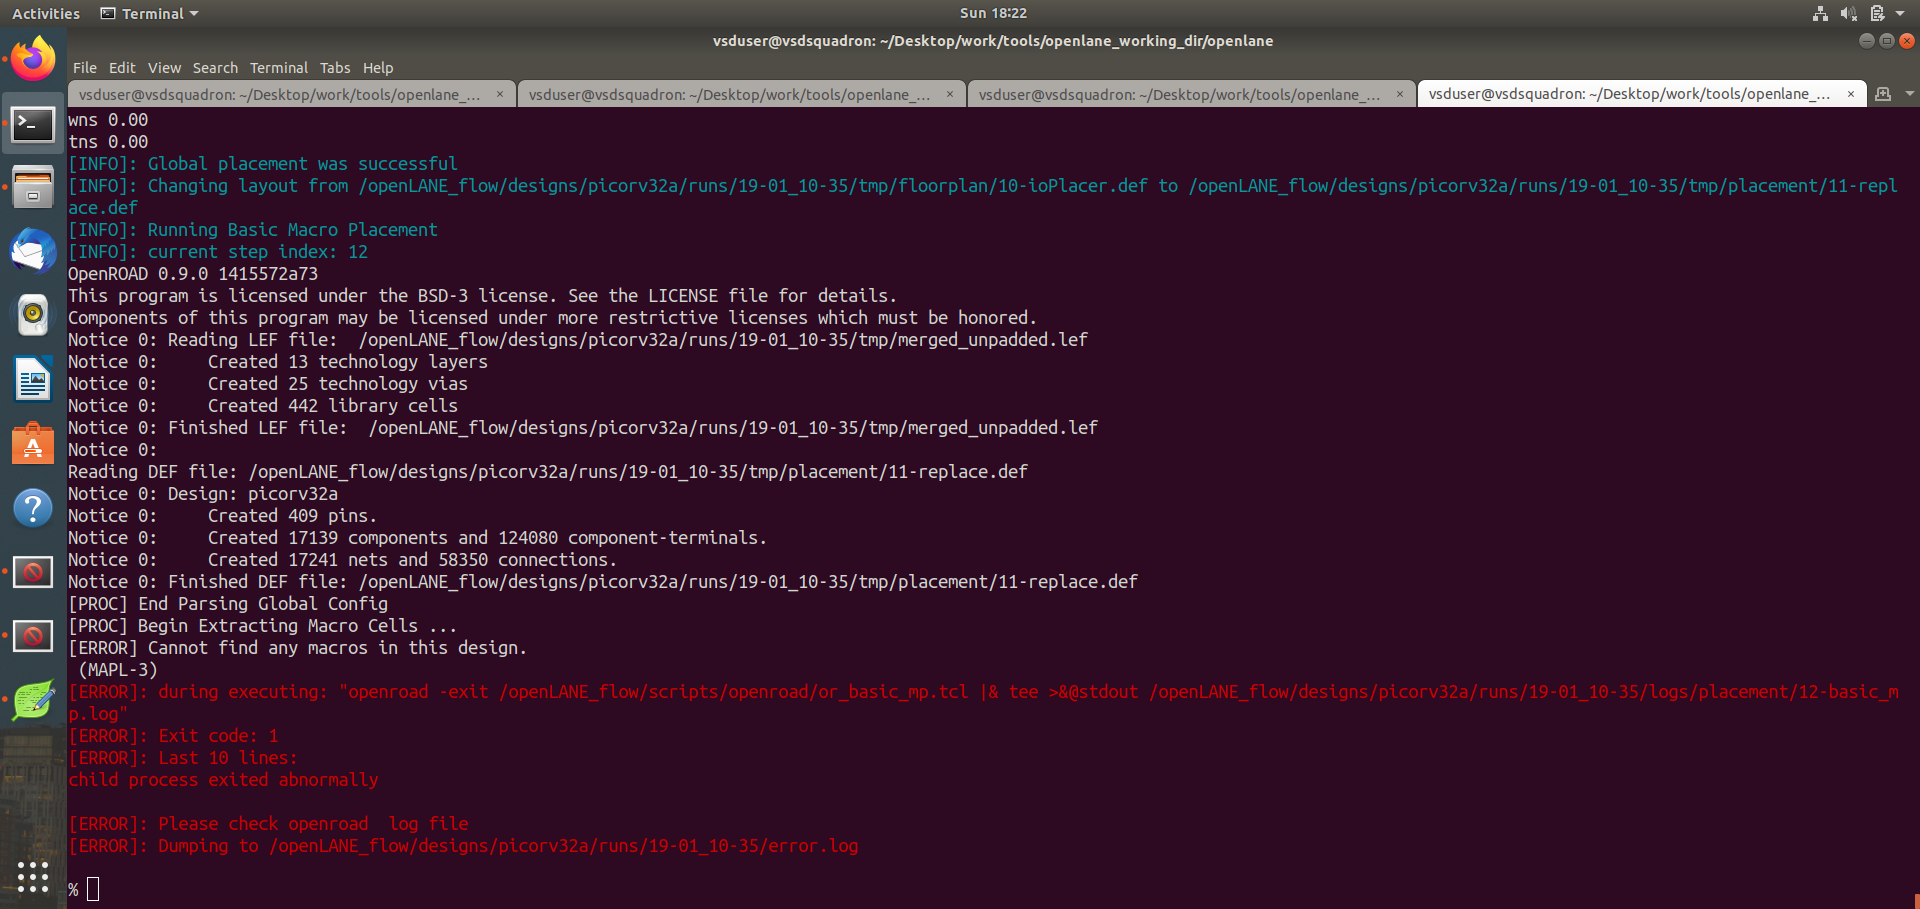 Activities
Terminal
Sun 18:22
vsduser@vsdsquadron: ~/Desktop/work/tools/openlane_working_dir/openlane
File Edit View Search Terminal Tabs Help
vsduser@vsdsquadron: ~/Desktop/work/tools/openlane_... × vsduser@vsdsquadron: ~/Desktop/work/tools/openlane_... × vsduser@vsdsquadron: ~/Desktop/work/tools/openlane_... × vsduser@vsdsquadron: ~/Desktop/work/tools/openlane_... ×
wns 0.00
tns 0.00
[INFO]: Global placement was successful
[INFO]: Changing layout from /openLANE_flow/designs/picorv32a/runs/19-01_10-35/tmp/floorplan/10-ioPlacer.def to /openLANE_flow/designs/picorv32a/runs/19-01_10-35/tmp/placement/11-repl
ace.def
[INFO]: Running Basic Macro Placement
[INFO]: current step index: 12
OpenROAD 0.9.0 1415572a73
This program is licensed under the BSD-3 license. See the LICENSE file for details.
Components of this program may be licensed under more restrictive licenses which must be honored.
Notice 0: Reading LEF file:  /openLANE_flow/designs/picorv32a/runs/19-01_10-35/tmp/merged_unpadded.lef
Notice 0:     Created 13 technology layers
Notice 0:     Created 25 technology vias
Notice 0:     Created 442 library cells
Notice 0: Finished LEF file:  /openLANE_flow/designs/picorv32a/runs/19-01_10-35/tmp/merged_unpadded.lef
Notice 0:
Reading DEF file: /openLANE_flow/designs/picorv32a/runs/19-01_10-35/tmp/placement/11-replace.def
Notice 0: Design: picorv32a
Notice 0:     Created 409 pins.
Notice 0:     Created 17139 components and 124080 component-terminals.
Notice 0:     Created 17241 nets and 58350 connections.
Notice 0: Finished DEF file: /openLANE_flow/designs/picorv32a/runs/19-01_10-35/tmp/placement/11-replace.def
[PROC] End Parsing Global Config
[PROC] Begin Extracting Macro Cells ...
[ERROR] Cannot find any macros in this design.
 (MAPL-3)
[ERROR]: during executing: "openroad -exit /openLANE_flow/scripts/openroad/or_basic_mp.tcl |& tee >&@stdout /openLANE_flow/designs/picorv32a/runs/19-01_10-35/logs/placement/12-basic_m
p.log"
[ERROR]: Exit code: 1
[ERROR]: Last 10 lines:
child process exited abnormally
[ERROR]: Please check openroad  log file
[ERROR]: Dumping to /openLANE_flow/designs/picorv32a/runs/19-01_10-35/error.log
%